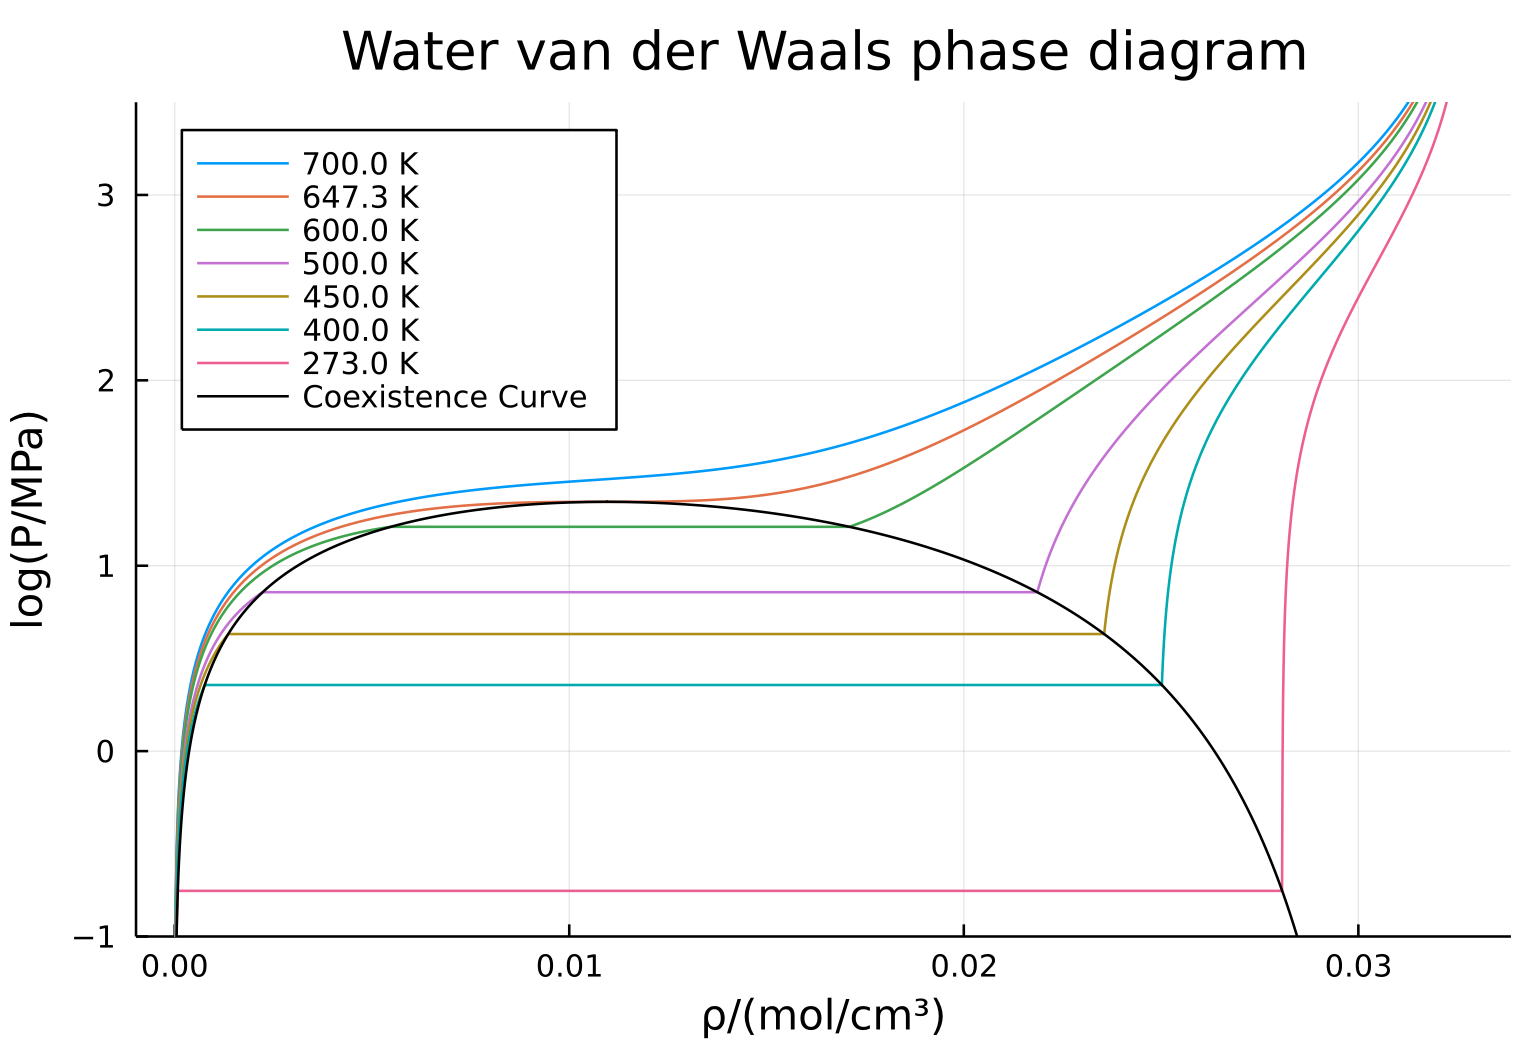 Water van der Waals phase diagram
700.0 K
647.3 K
600.0 K
500.0 K
450.0 K
400.0 K
273.0 K
Coexistence Curve
log(P/MPa)
3
2
1
0
−1
0.00 0.01 0.02 0.03
ρ/(mol/cm³)